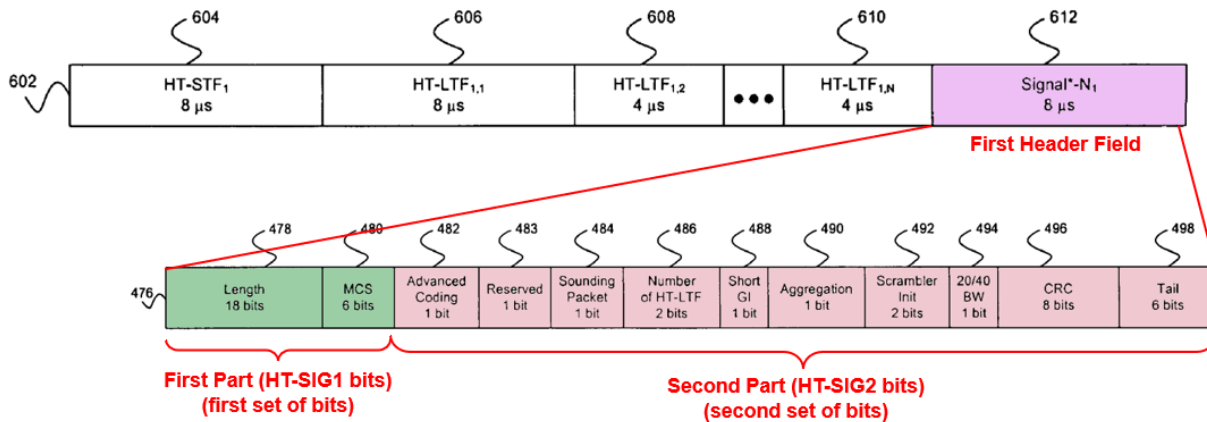 604
606
608
610
612
602
HT-STF₁
8 µs
HT-LTF₁,₁
8 µs
HT-LTF₁,₂
4 µs
•••
HT-LTF₁,N
4 µs
Signal*-N₁
8 µs
First Header Field
478
480
482
483
484
486
488
490
492
494
496
498
476
Length
18 bits
MCS
6 bits
Advanced
Coding
1 bit
Reserved
1 bit
Sounding
Packet
1 bit
Number
of HT-LTF
2 bits
Short
GI
1 bit
Aggregation
1 bit
Scrambler
Init
2 bits
20/40
BW
1 bit
CRC
8 bits
Tail
6 bits
First Part (HT-SIG1 bits)
(first set of bits)
Second Part (HT-SIG2 bits)
(second set of bits)